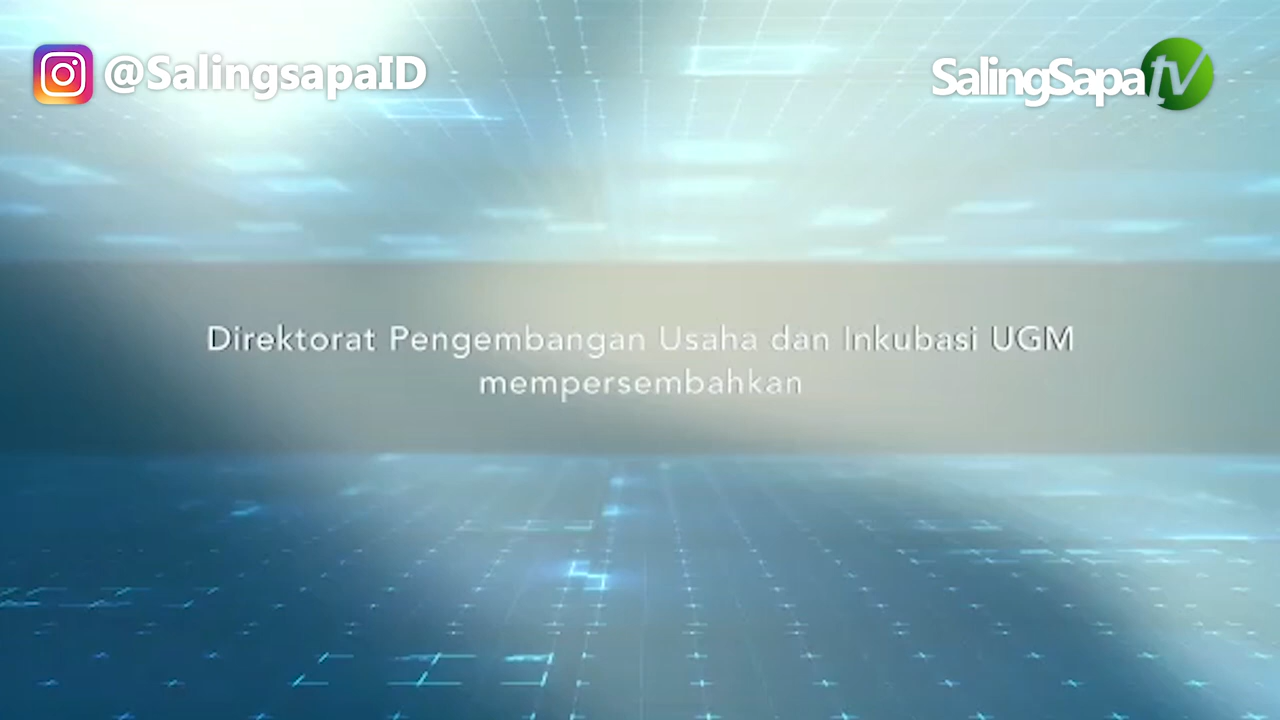 @SalingsapaID
SalingSapa tv
Direktorat Pengembangan Usaha dan Inkubasi UGM
mempersembahkan